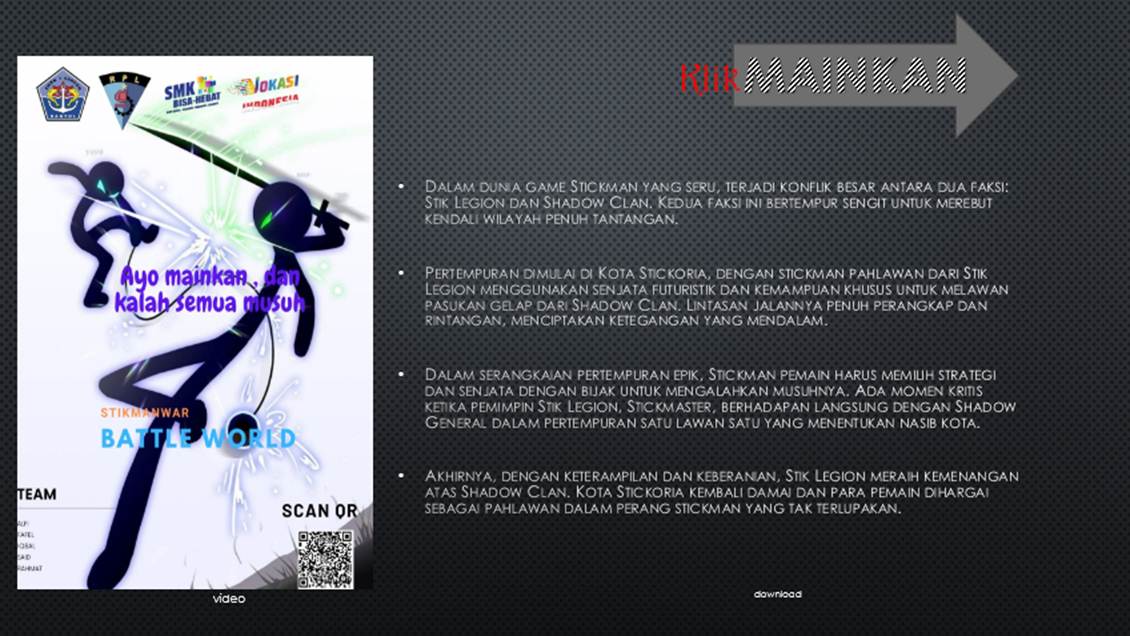 RPL
BANTUL
SMK
BISA-HEBAT
VOKASI
INDONESIA
Ayo mainkan , dan
kalah semua musuh
STIKMANWAR
BATTLE WORLD
TEAM
ALFI
FATEL
IQBAL
SAID
RAHMAT
SCAN QR
video
Klik MAINKAN
• Dalam dunia game Stickman yang seru, terjadi konflik besar antara dua faksi:
Stik Legion dan Shadow Clan. Kedua faksi ini bertempur sengit untuk merebut
kendali wilayah penuh tantangan.
• Pertempuran dimulai di Kota Stickoria, dengan stickman pahlawan dari Stik
Legion menggunakan senjata futuristik dan kemampuan khusus untuk melawan
pasukan gelap dari Shadow Clan. Lintasan jalannya penuh perangkap dan
rintangan, menciptakan ketegangan yang mendalam.
• Dalam serangkaian pertempuran epik, Stickman pemain harus memilih strategi
dan senjata dengan bijak untuk mengalahkan musuhnya. Ada momen kritis
ketika pemimpin Stik Legion, Stickmaster, berhadapan langsung dengan Shadow
General dalam pertempuran satu lawan satu yang menentukan nasib kota.
• Akhirnya, dengan keterampilan dan keberanian, Stik Legion meraih kemenangan
atas Shadow Clan. Kota Stickoria kembali damai dan para pemain dihargai
sebagai pahlawan dalam perang stickman yang tak terlupakan.
download